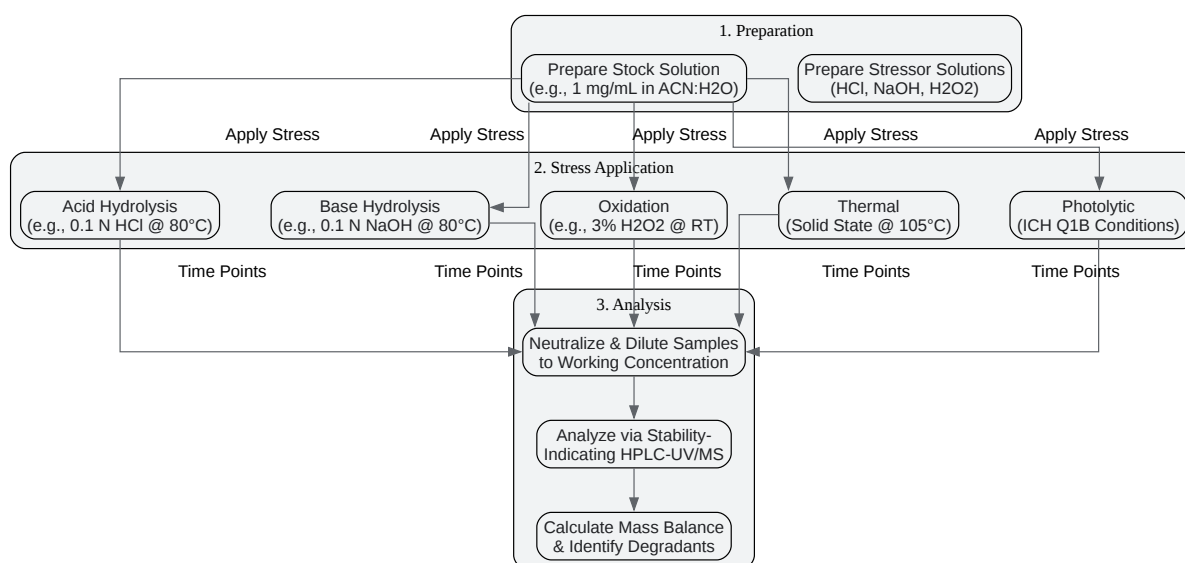 1. Preparation
Prepare Stock Solution
(e.g., 1 mg/mL in ACN:H2O)
Prepare Stressor Solutions
(HCl, NaOH, H2O2)
Apply Stress
Apply Stress
Apply Stress
Apply Stress
Apply Stress
2. Stress Application
Acid Hydrolysis
(e.g., 0.1 N HCl @ 80°C)
Base Hydrolysis
(e.g., 0.1 N NaOH @ 80°C)
Oxidation
(e.g., 3% H2O2 @ RT)
Thermal
(Solid State @ 105°C)
Photolytic
(ICH Q1B Conditions)
Time Points
Time Points
Time Points
Time Points
Time Points
3. Analysis
Neutralize & Dilute Samples
to Working Concentration
Analyze via Stability-
Indicating HPLC-UV/MS
Calculate Mass Balance
& Identify Degradants